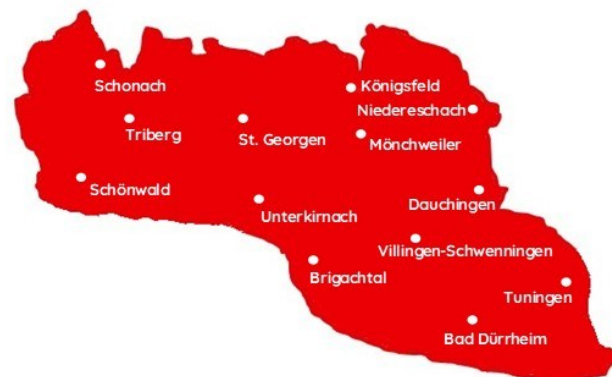 Schonach
Königsfeld
Niedereschach
Triberg
St. Georgen
Mönchweiler
Schönwald
Dauchingen
Unterkirnach
Villingen-Schwenningen
Brigachtal
Tuningen
Bad Dürrheim